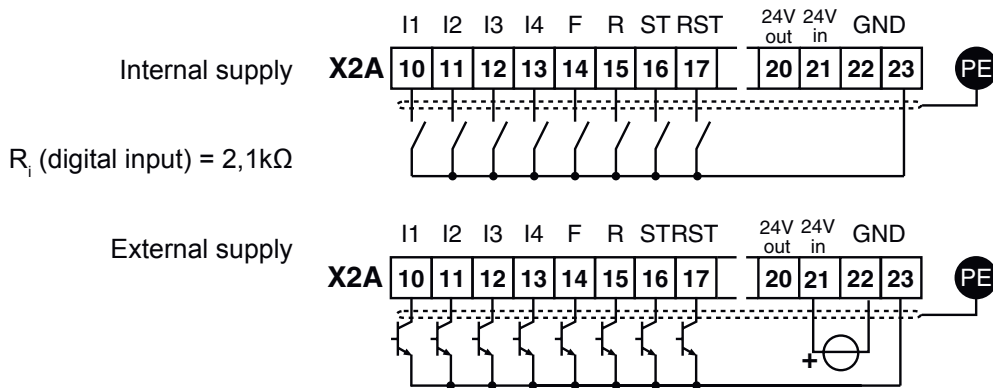 I1 I2 I3 I4 F R ST RST 24V out 24V in GND
Internal supply X2A 10 11 12 13 14 15 16 17 20 21 22 23 PE
Ri (digital input) = 2,1kΩ
I1 I2 I3 I4 F R ST RST 24V out 24V in GND
External supply
X2A 10 11 12 13 14 15 16 17 20 21 22 23 PE
+